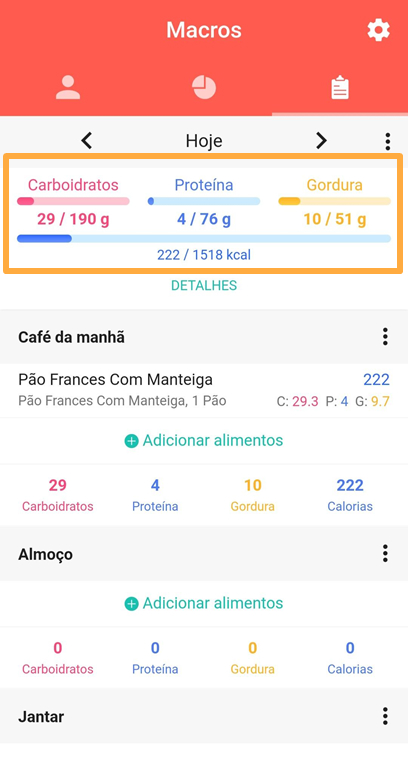 Macros
Hoje
Carboidratos Proteína Gordura
29 / 190 g 4 / 76 g 10 / 51 g
222 / 1518 kcal
DETALHES
Café da manhã
Pão Frances Com Manteiga 222
Pão Frances Com Manteiga, 1 Pão C: 29.3 P: 4 G: 9.7
Adicionar alimentos
29 4 10 222
Carboidratos Proteína Gordura Calorias
Almoço
Adicionar alimentos
0 0 0 0
Carboidratos Proteína Gordura Calorias
Jantar